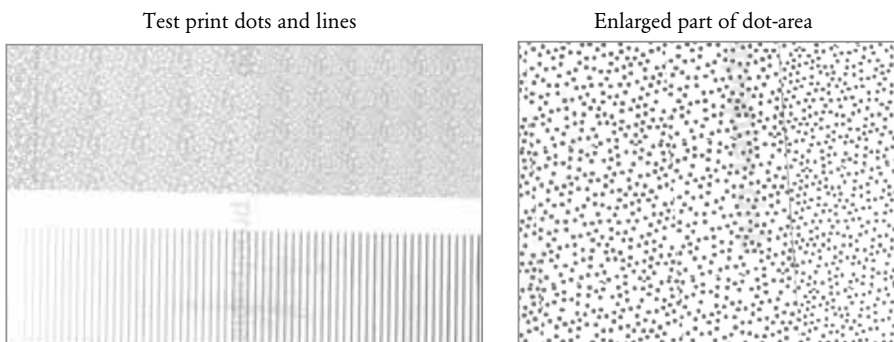 Test print dots and lines
Enlarged part of dot-area